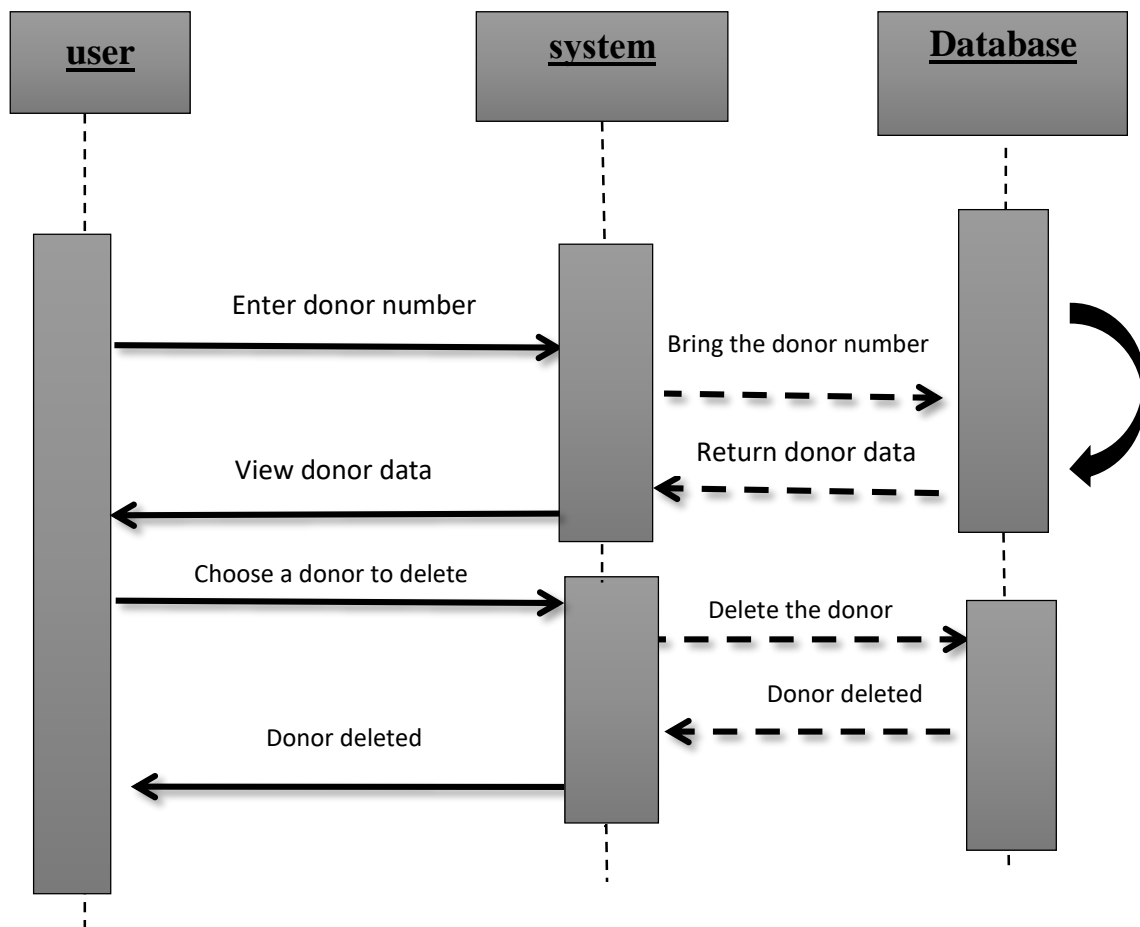 user
system
Database
Enter donor number
Bring the donor number
Return donor data
View donor data
Choose a donor to delete
Delete the donor
Donor deleted
Donor deleted